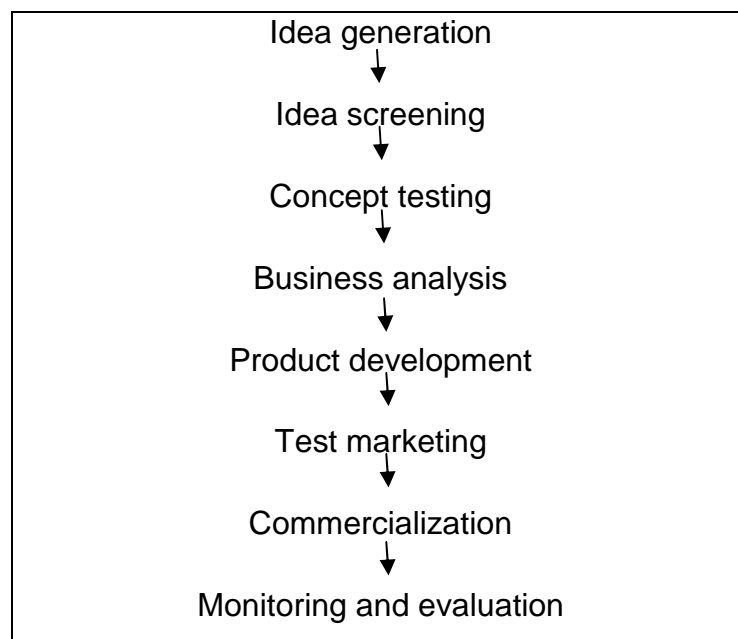 Idea generation
Idea screening
Concept testing
Business analysis
Product development
Test marketing
Commercialization
Monitoring and evaluation